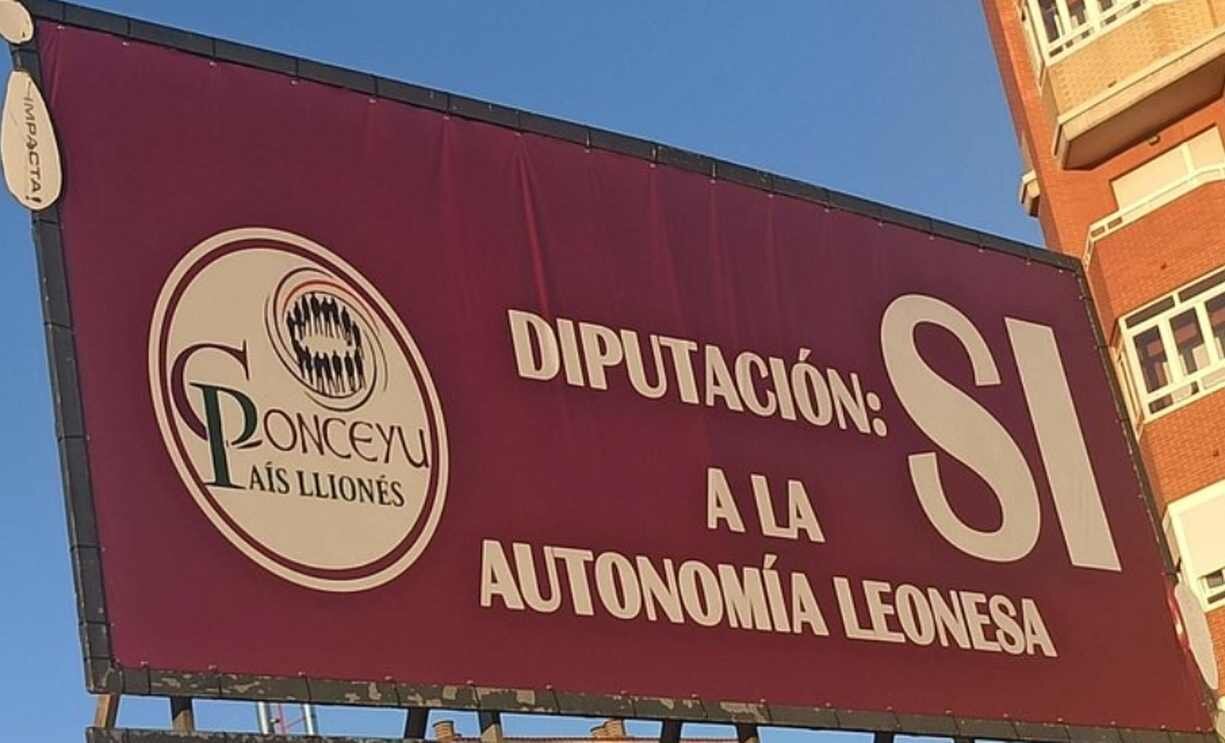 IMPACTA!
CONCEYU
PAÍS LLIONÉS
DIPUTACIÓN: SI
A LA
AUTONOMÍA LEONESA